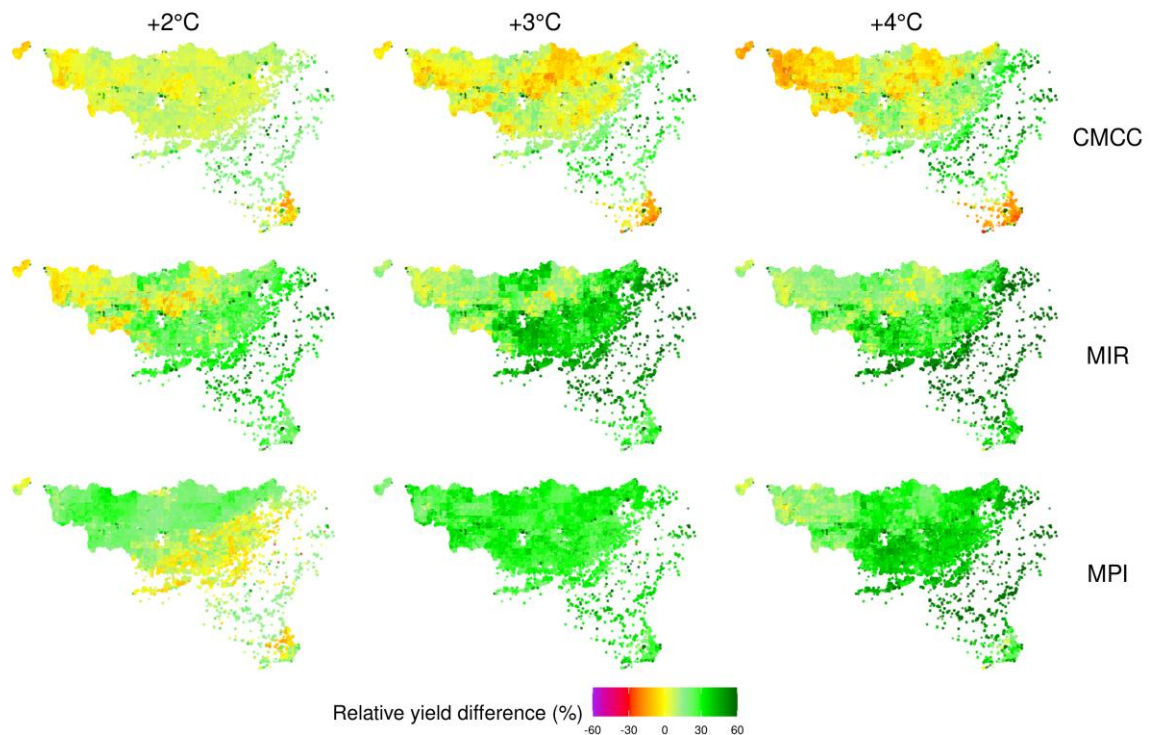 +2°C +3°C +4°C
CMCC
MIR
MPI
Relative yield difference (%)
-60 -30 0 30 60